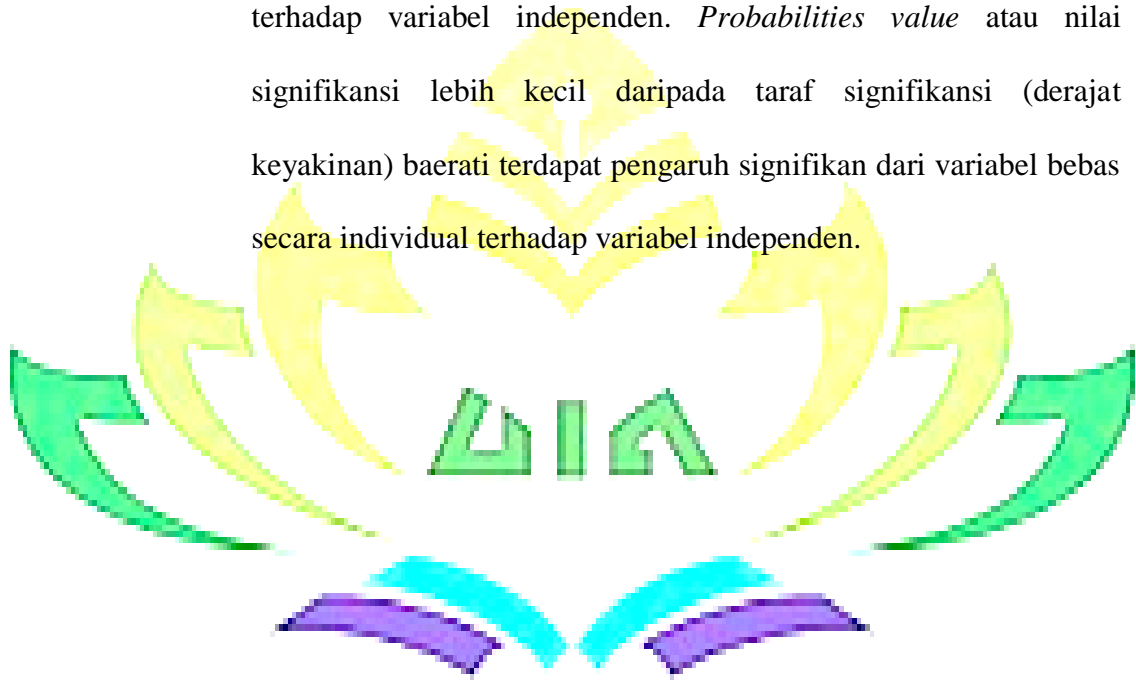 terhadap variabel independen. Probabilities value atau nilai
signifikansi lebih kecil daripada taraf signifikansi (derajat
keyakinan) baerati terdapat pengaruh signifikan dari variabel bebas
secara individual terhadap variabel independen.